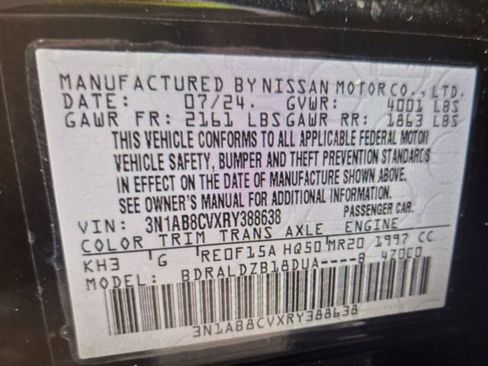 MANUFACTURED BY NISSAN MOTOR CO., LTD.
DATE: 07/24. GVWR: 4001 LBS
GAWR FR: 2161 LBS GAWR RR: 1863 LBS
THIS VEHICLE CONFORMS TO ALL APPLICABLE FEDERAL MOTOR
VEHICLE SAFETY, BUMPER AND THEFT PREVENTION STANDARDS
IN EFFECT ON THE DATE OF MANUFACTURE SHOWN ABOVE.
SEE OWNER'S MANUAL FOR ADDITIONAL INFORMATION.
VIN: 3N1AB8CVXRY388638 PASSENGER CAR.
COLOR TRIM TRANS AXLE ENGINE
KH3 G RE0F15A HQ50 MR20 1997 CC
MODEL: BDRALDZB18DUA----B 4Z0C0
3N1AB8CVXRY388638